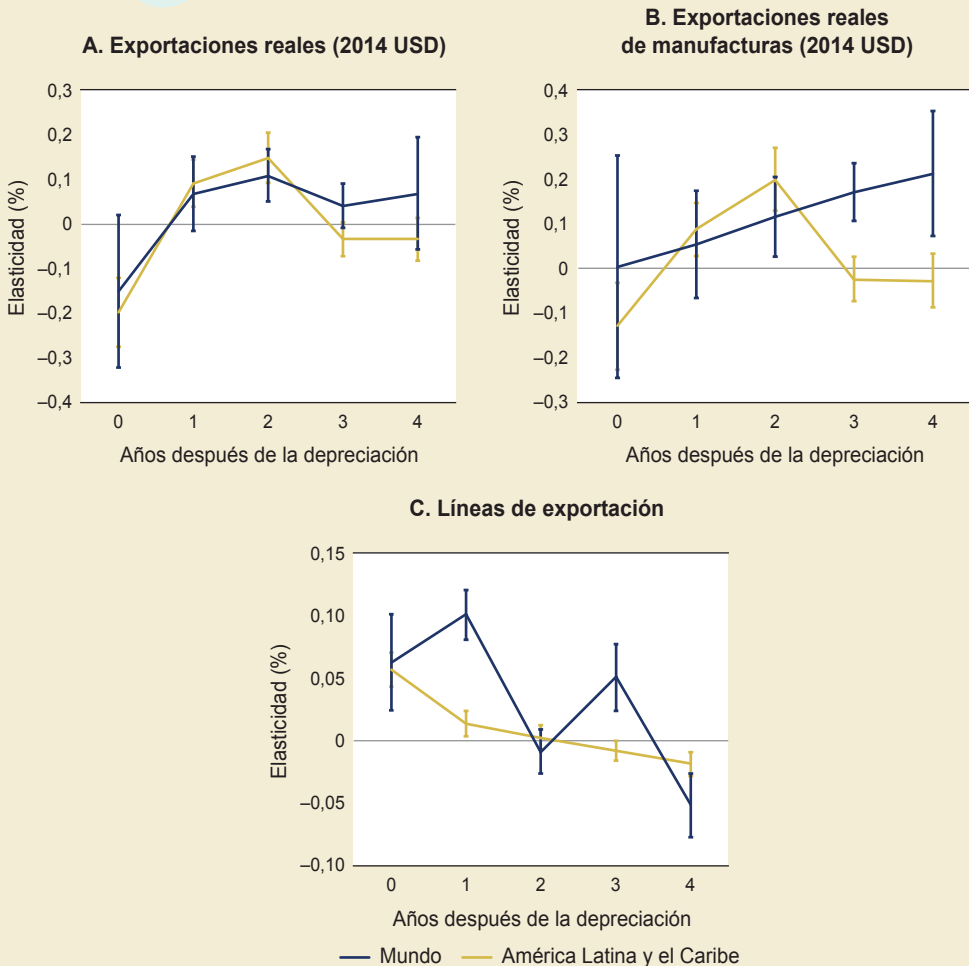 A. Exportaciones reales (2014 USD)
0,3
0,2
0,1
0
–0,1
–0,2
–0,3
–0,4
Elasticidad (%)
0 1 2 3 4
Años después de la depreciación
B. Exportaciones reales
de manufacturas (2014 USD)
0,4
0,3
0,2
0,1
0
–0,1
–0,2
–0,3
Elasticidad (%)
0 1 2 3 4
Años después de la depreciación
C. Líneas de exportación
0,15
0,10
0,05
0
–0,05
–0,10
Elasticidad (%)
0 1 2 3 4
Años después de la depreciación
Mundo América Latina y el Caribe